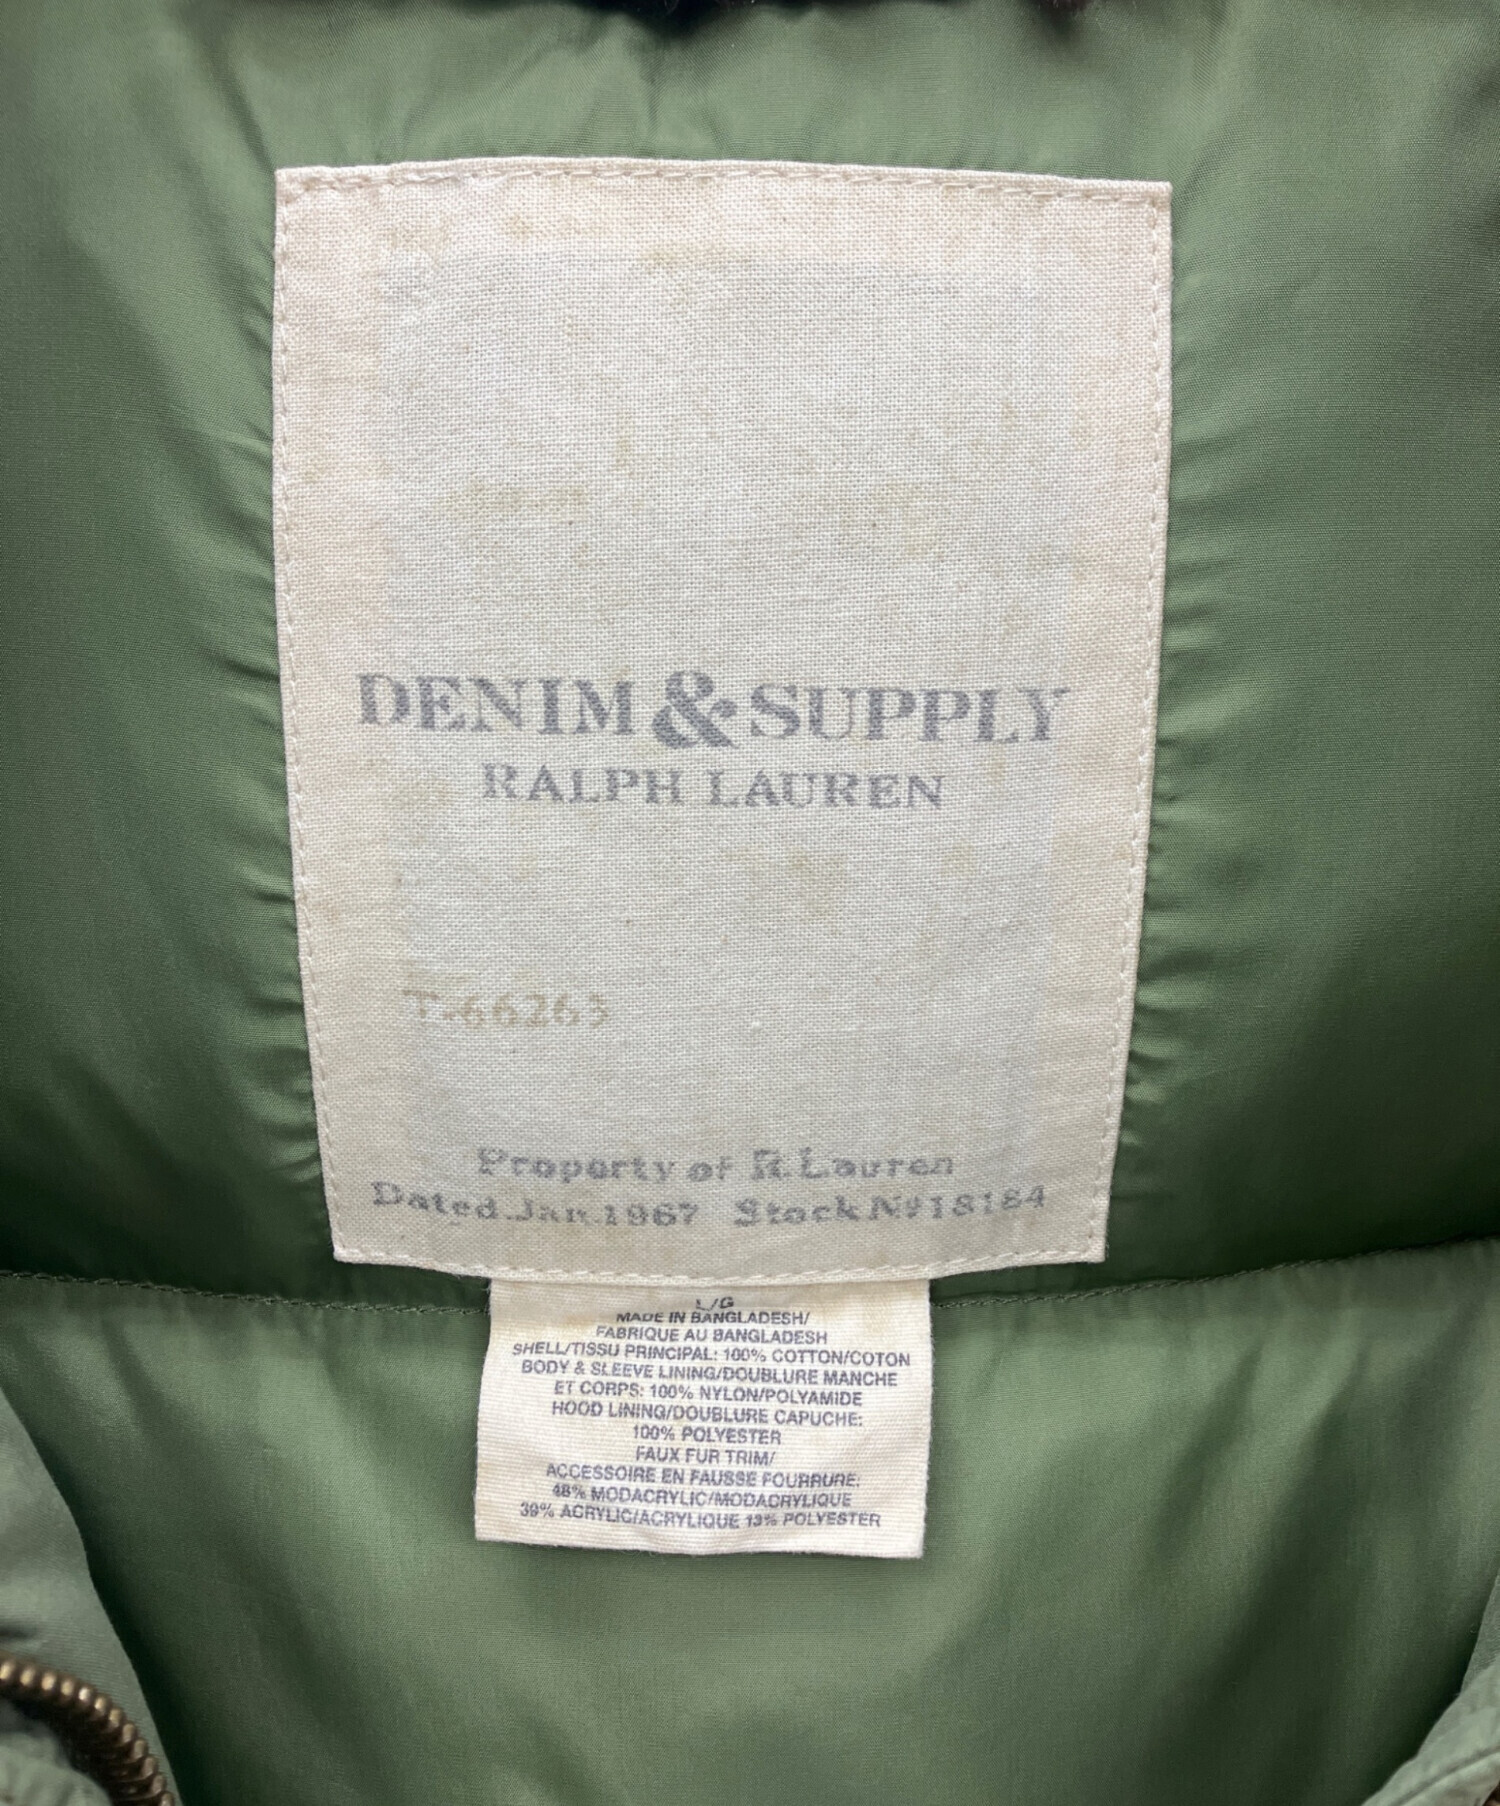 DENIM & SUPPLY
RALPH LAUREN
T-66263
Property of R. Lauren
Dated Jan. 1967 Stock Nº 18184
L/G
MADE IN BANGLADESH/
FABRIQUE AU BANGLADESH
SHELL/TISSU PRINCIPAL: 100% COTTON/COTON
BODY & SLEEVE LINING/DOUBLURE MANCHE
ET CORPS: 100% NYLON/POLYAMIDE
HOOD LINING/DOUBLURE CAPUCHE:
100% POLYESTER
FAUX FUR TRIM/
ACCESSOIRE EN FAUSSE FOURRURE:
48% MODACRYLIC/MODACRYLIQUE
39% ACRYLIC/ACRYLIQUE 13% POLYESTER